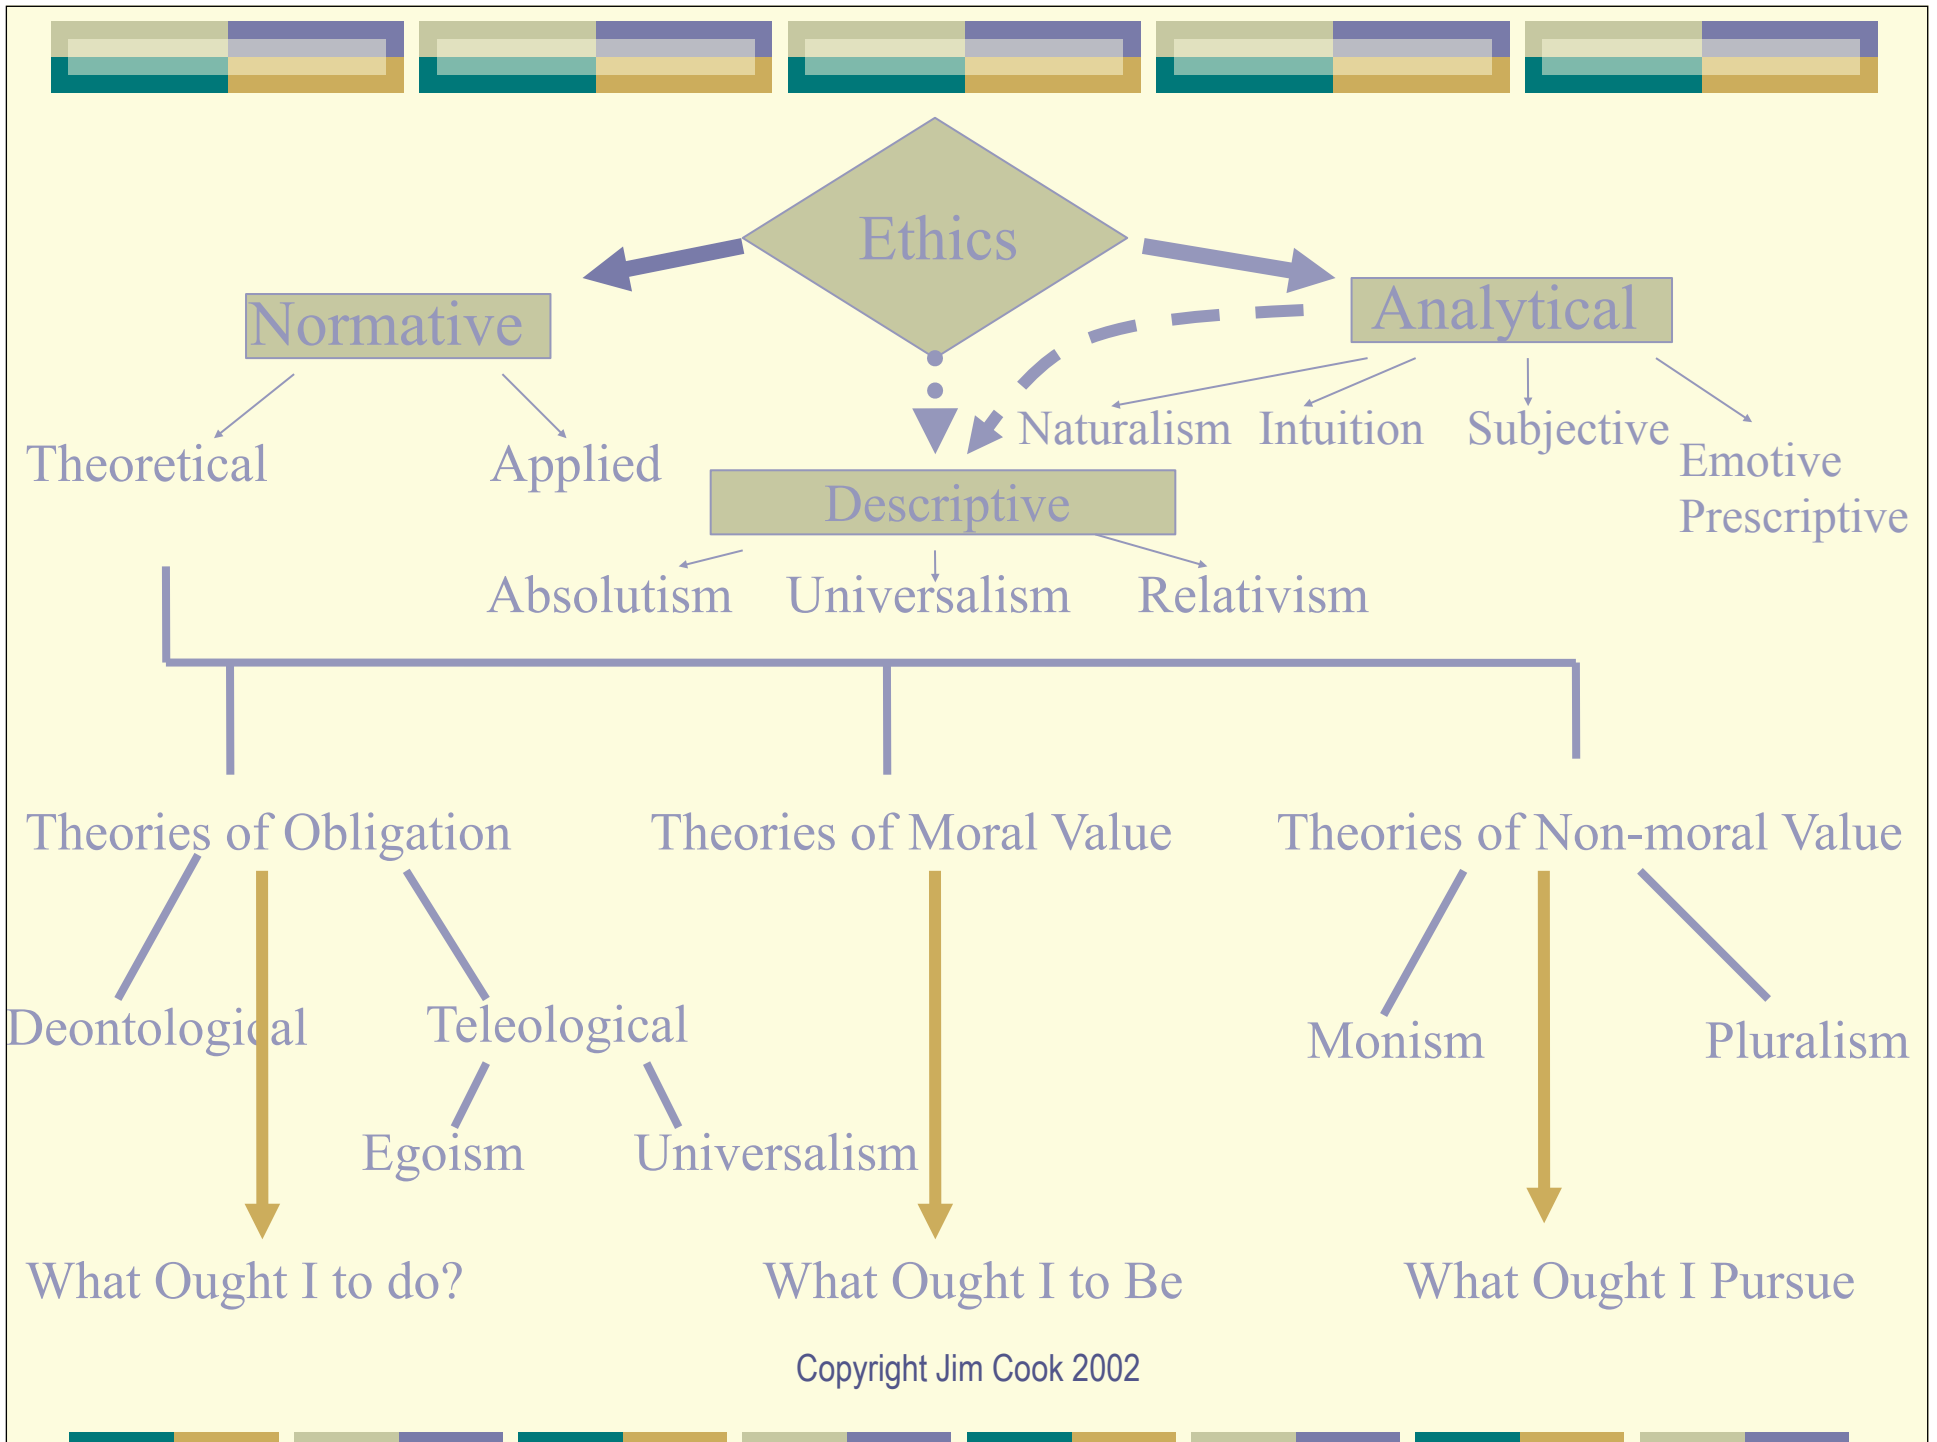 Ethics
Normative
Analytical
Naturalism
Intuition
Subjective
Emotive
Prescriptive
Theoretical
Applied
Descriptive
Absolutism
Universalism
Relativism
Theories of Obligation
Theories of Moral Value
Theories of Non-moral Value
Deontological
Teleological
Monism
Pluralism
Egoism
Universalism
What Ought I to do?
What Ought I to Be
What Ought I Pursue
Copyright Jim Cook 2002